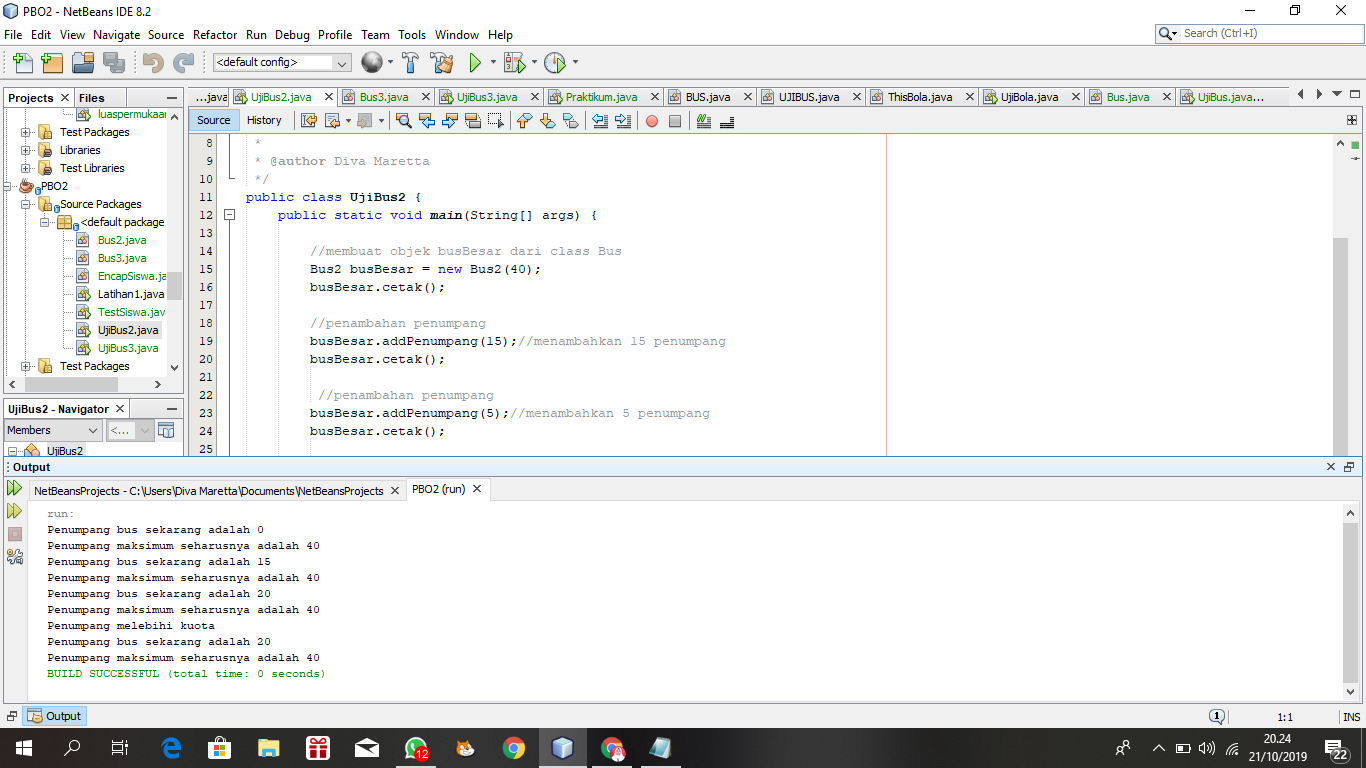 PBO2 - NetBeans IDE 8.2
File Edit View Navigate Source Refactor Run Debug Profile Team Tools Window Help
Search (Ctrl+I)
<default config>
Projects Files
...java UjiBus2.java Bus3.java UjiBus3.java Praktikum.java BUS.java UJIBUS.java ThisBola.java UjiBola.java Bus.java UjiBus.java...
Source History
luaspermukaar
Test Packages
Libraries
Test Libraries
PBO2
Source Packages
<default package
Bus2.java
Bus3.java
EncapSiswa.ja
Latihan1.java
TestSiswa.jav
UjiBus2.java
UjiBus3.java
Test Packages
UjiBus2 - Navigator
Members <...
UjiBus2
8 *
9 * @author Diva Maretta
10 */
11 public class UjiBus2 {
12 public static void main(String[] args) {
13
14 //membuat objek busBesar dari class Bus
15 Bus2 busBesar = new Bus2(40);
16 busBesar.cetak();
17
18 //penambahan penumpang
19 busBesar.addPenumpang(15);//menambahkan 15 penumpang
20 busBesar.cetak();
21
22 //penambahan penumpang
23 busBesar.addPenumpang(5);//menambahkan 5 penumpang
24 busBesar.cetak();
25
Output
NetBeansProjects - C:\Users\Diva Maretta\Documents\NetBeansProjects PBO2 (run)
run:
Penumpang bus sekarang adalah 0
Penumpang maksimum seharusnya adalah 40
Penumpang bus sekarang adalah 15
Penumpang maksimum seharusnya adalah 40
Penumpang bus sekarang adalah 20
Penumpang maksimum seharusnya adalah 40
Penumpang melebihi kuota
Penumpang bus sekarang adalah 20
Penumpang maksimum seharusnya adalah 40
BUILD SUCCESSFUL (total time: 0 seconds)
Output
1 1:1 INS
12
20.24
21/10/2019
22